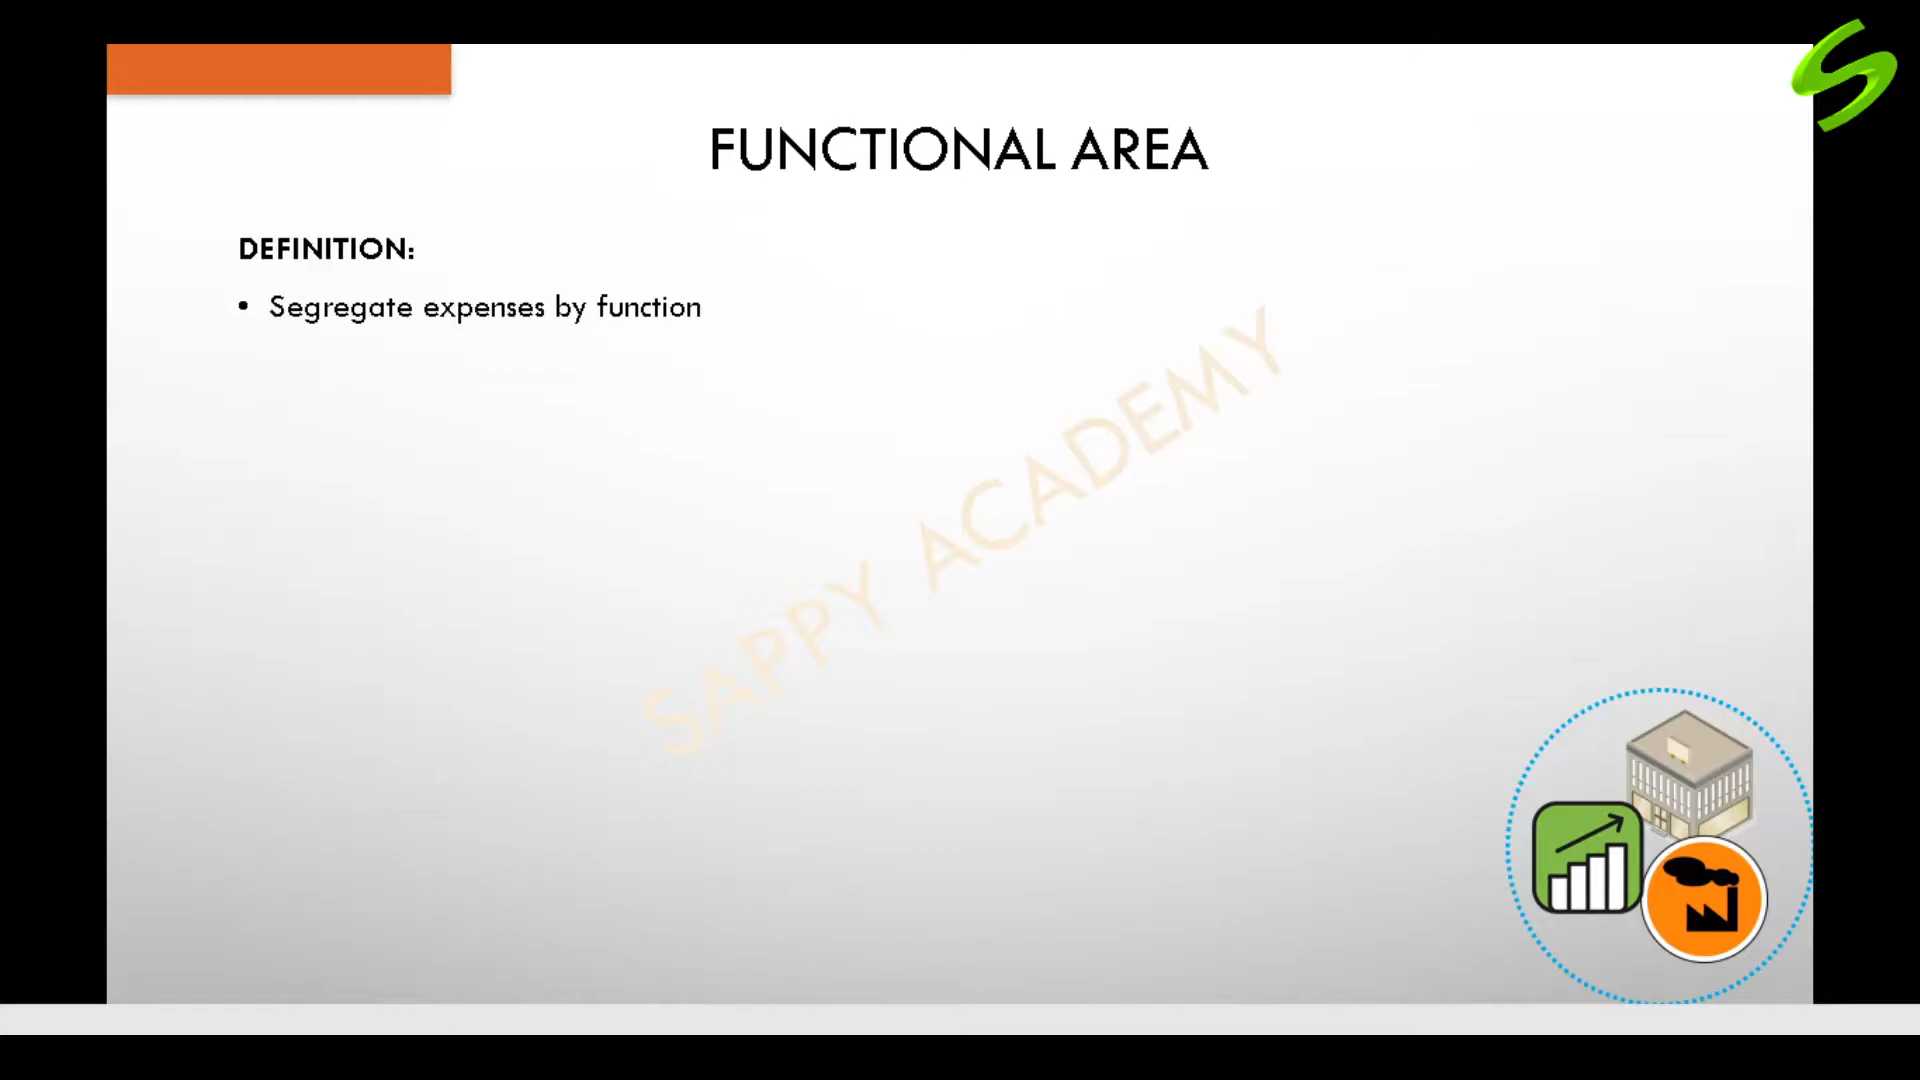 FUNCTIONAL AREA
DEFINITION:
• Segregate expenses by function
SAPPY ACADEMY